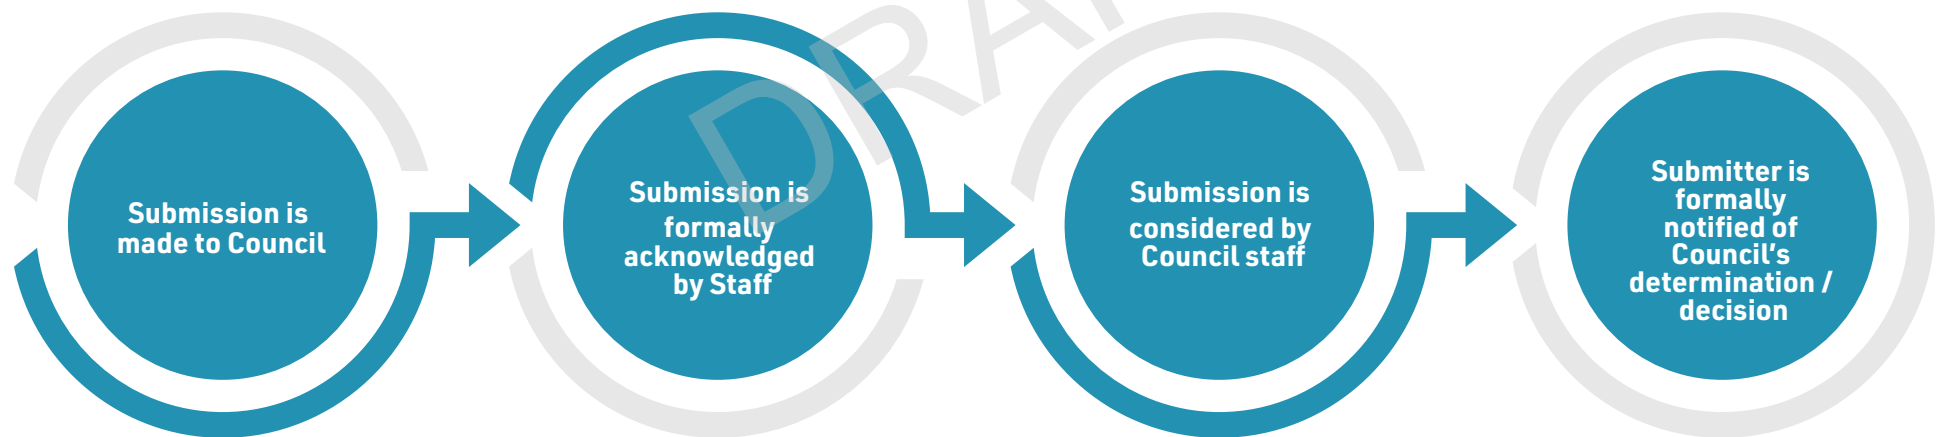 Submission is
made to Council
Submission is
formally
acknowledged
by Staff
Submission is
considered by
Council staff
Submitter is
formally
notified of
Council's
determination /
decision